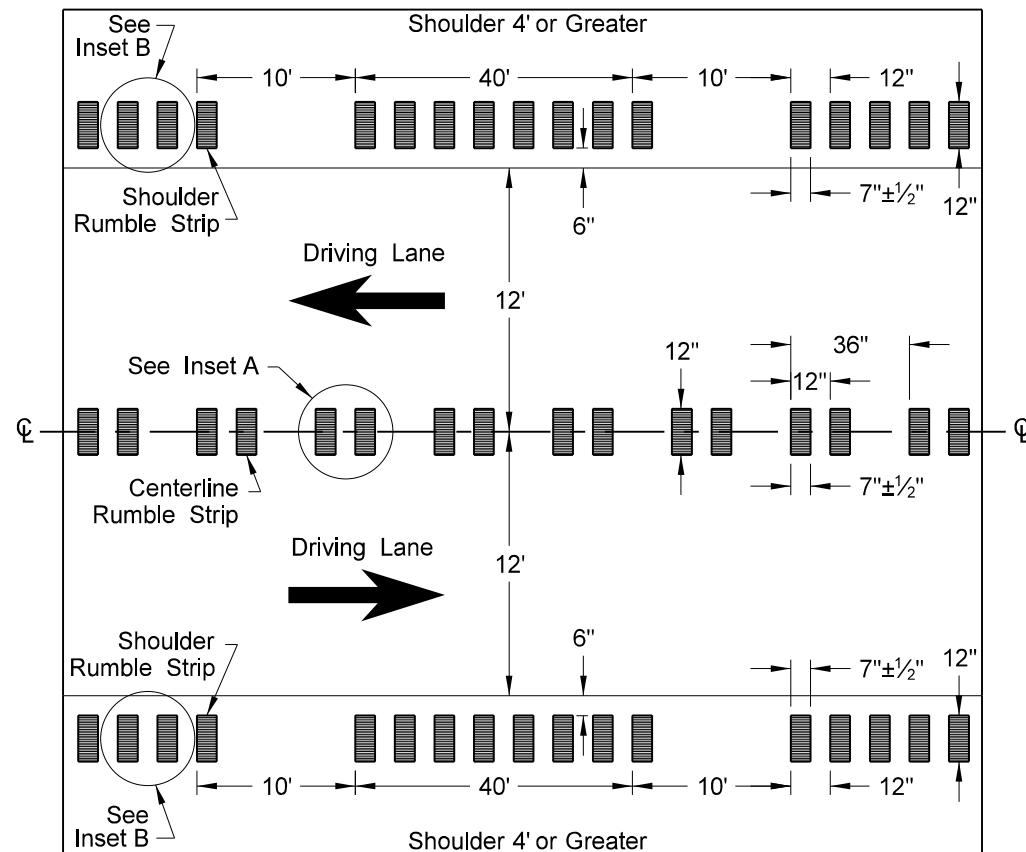 See
Inset B
Shoulder 4' or Greater
10'
40'
10'
12"
Shoulder
Rumble Strip
6"
7"±½"
12"
Driving Lane
12'
See Inset A
12"
36"
12"
℄
℄
Centerline
Rumble Strip
7"±½"
Driving Lane
12'
Shoulder
Rumble Strip
6"
7"±½"
12"
10'
40'
10'
12"
See
Inset B
Shoulder 4' or Greater